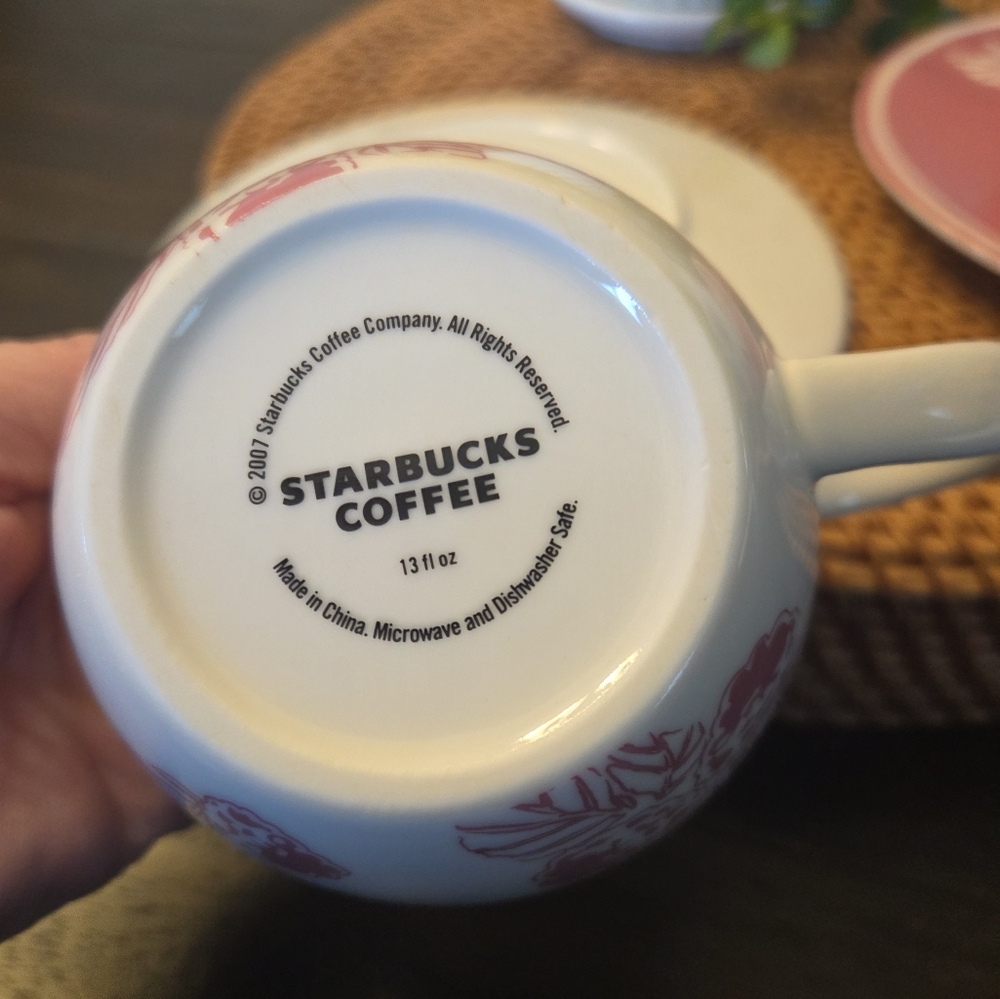 © 2007 Starbucks Coffee Company. All Rights Reserved.
STARBUCKS
COFFEE
13 fl oz
Made in China. Microwave and Dishwasher Safe.